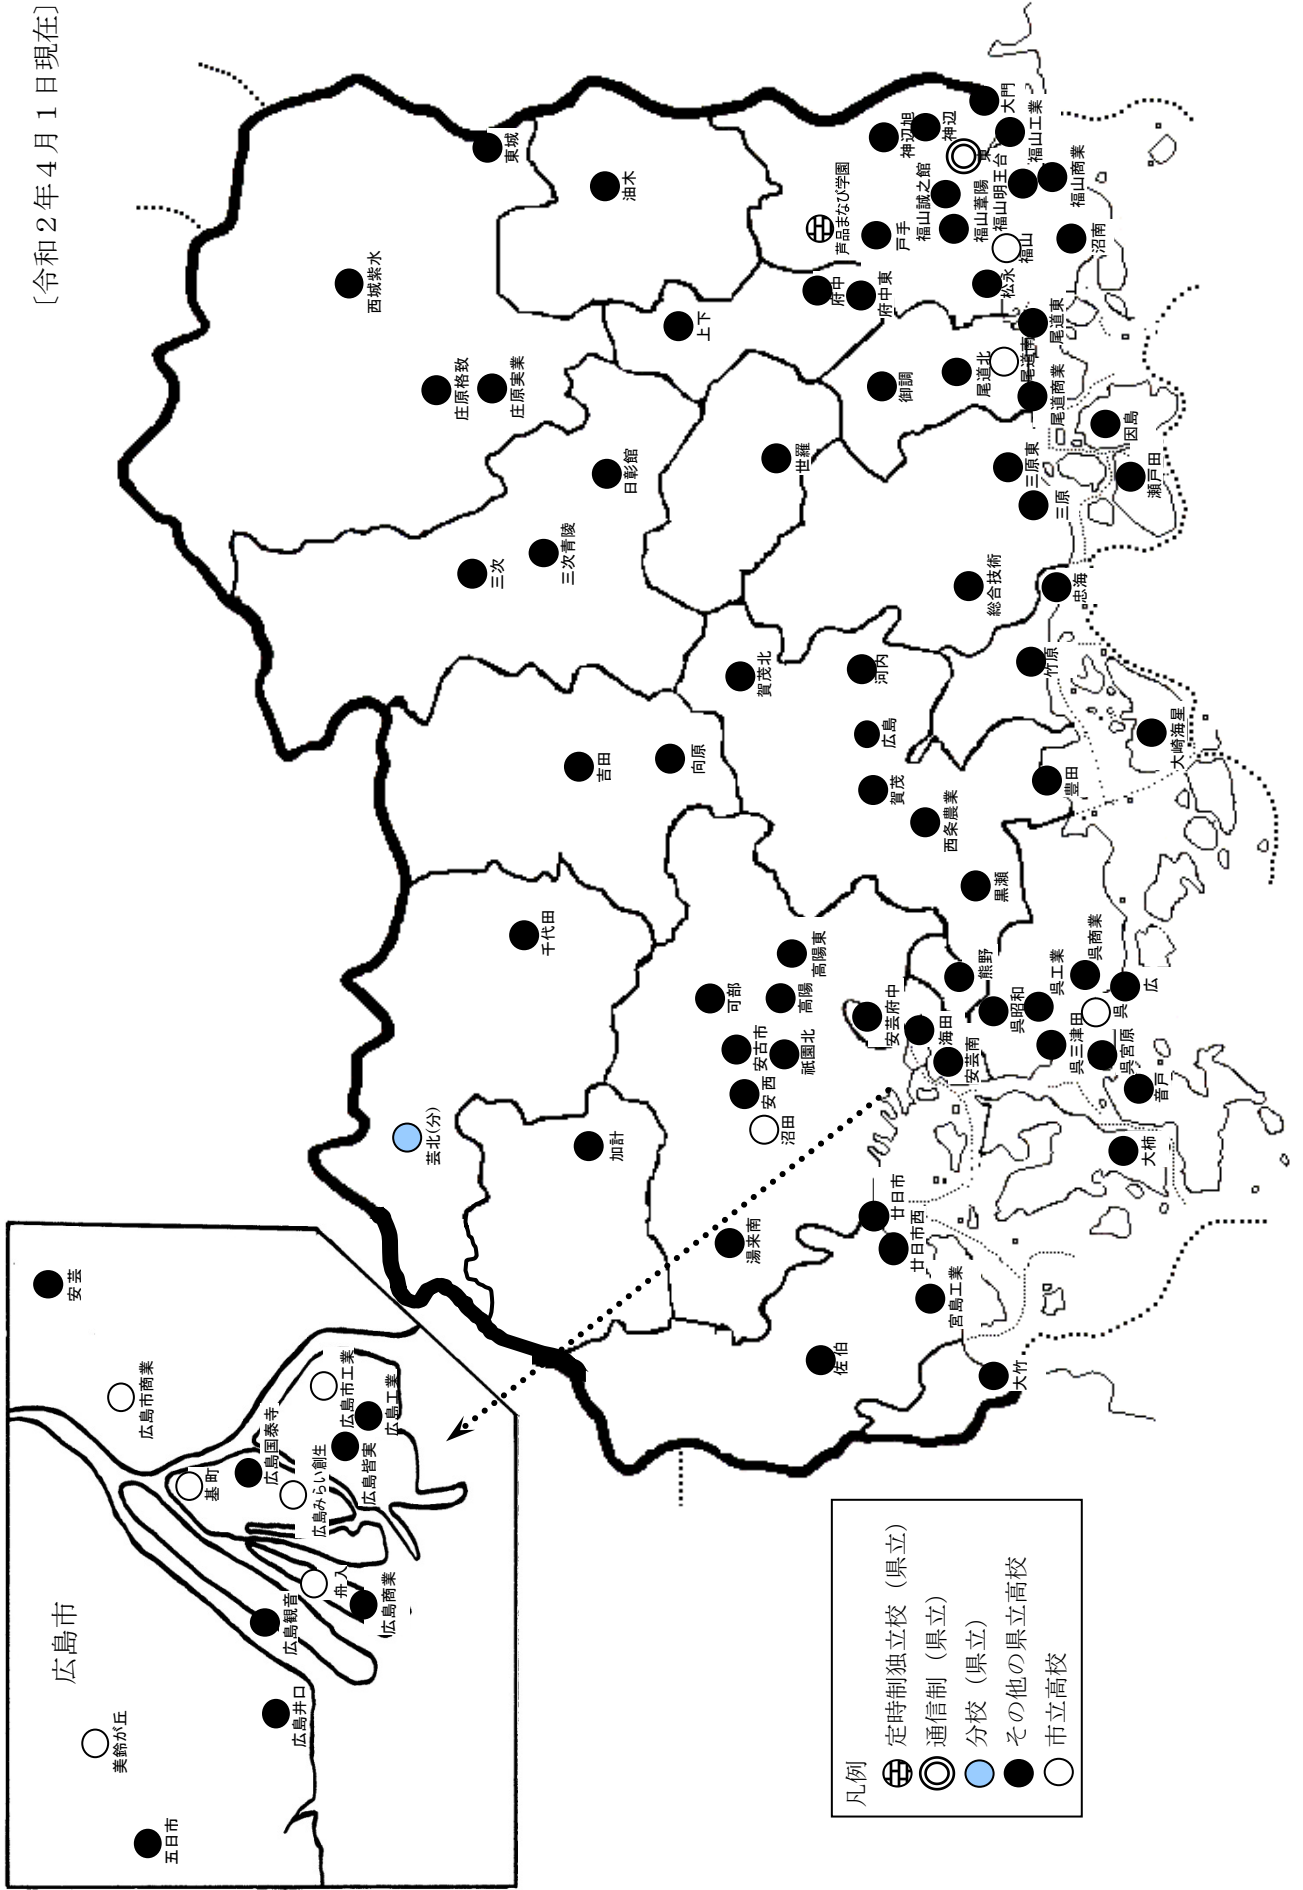 〔令和２年４月１日現在〕
広島市
安芸
広島市商業
基町
広島国泰寺
広島市工業
広島工業
広島みらい創生
広島皆実
舟入
広島観音
広島商業
美鈴が丘
広島井口
五日市
東城
油木
西城紫水
庄原格致
庄原実業
上下
日彰館
三次
三次青陵
世羅
芦品まなび学園
戸手
府中
府中東
神辺旭
神辺
大門
東
福山工業
福山誠之館
福山葦陽
福山明王台
福山商業
福山
沼南
松永
尾道東
尾道北
尾道南
尾道商業
御調
因島
瀬戸田
三原東
三原
総合技術
忠海
竹原
賀茂北
河内
広島
賀茂
西条農業
黒瀬
豊田
大崎海星
吉田
向原
千代田
芸北(分)
加計
可部
高陽
高陽東
安古市
祇園北
安西
沼田
湯来南
安芸府中
海田
安芸南
熊野
呉昭和
呉工業
呉商業
呉三津田
呉
広
呉宮原
音戸
大柿
廿日市
廿日市西
宮島工業
佐伯
大竹
凡例
定時制独立校（県立）
通信制（県立）
分校（県立）
その他の県立高校
市立高校